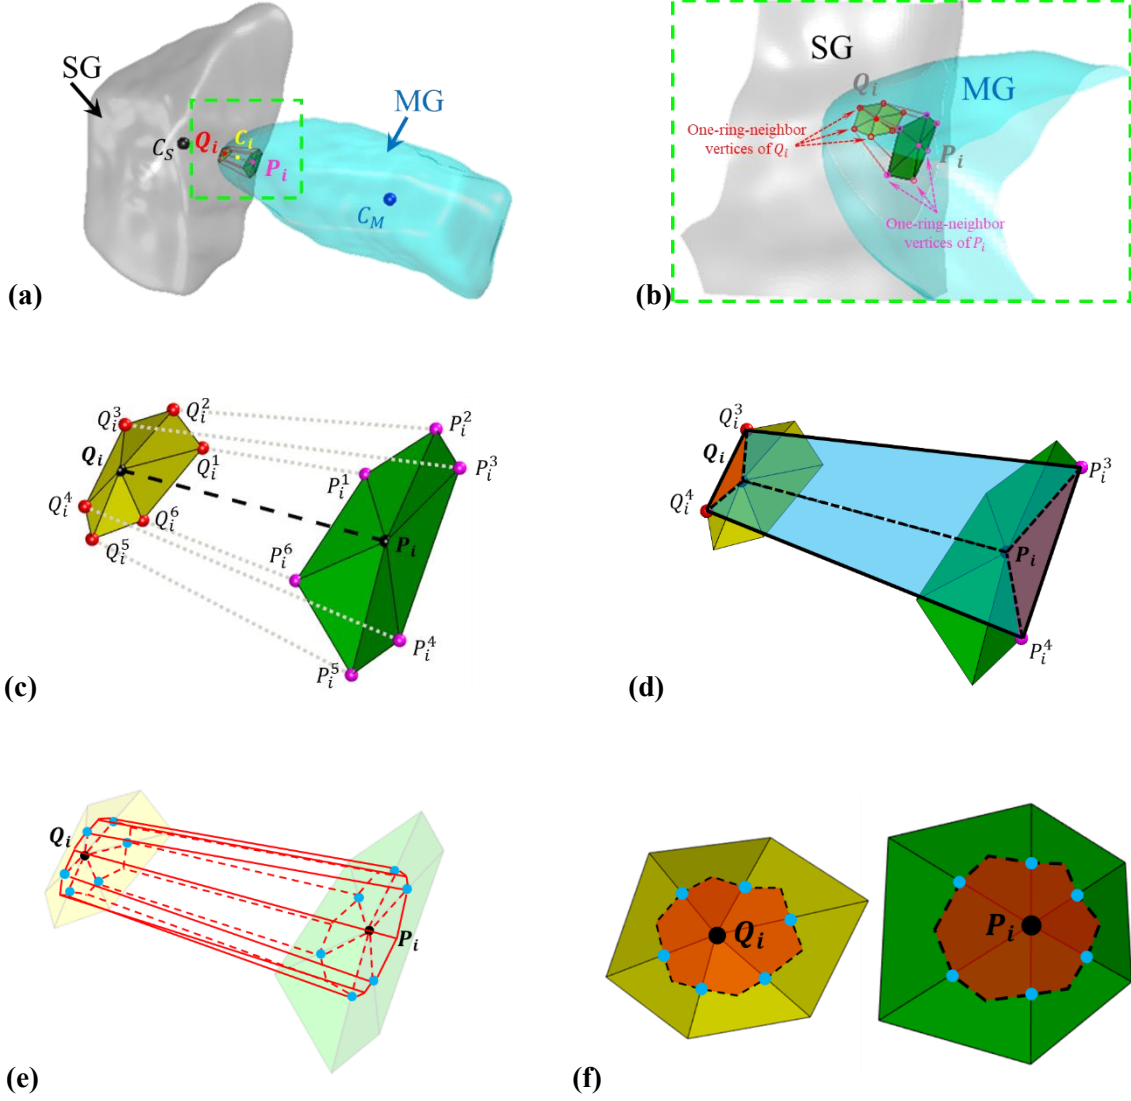 SG
MG
C_S
Q_i
C_i
P_i
C_M
(a)
SG
MG
Q_i
One-ring-neighbor
vertices of Q_i
P_i
One-ring-neighbor
vertices of P_i
(b)
Q_i^3
Q_i^2
Q_i
Q_i^1
Q_i^4
Q_i^6
Q_i^5
P_i^2
P_i^3
P_i^1
P_i
P_i^6
P_i^4
P_i^5
(c)
Q_i^3
Q_i
Q_i^4
P_i^3
P_i
P_i^4
(d)
Q_i
P_i
(e)
Q_i
P_i
(f)